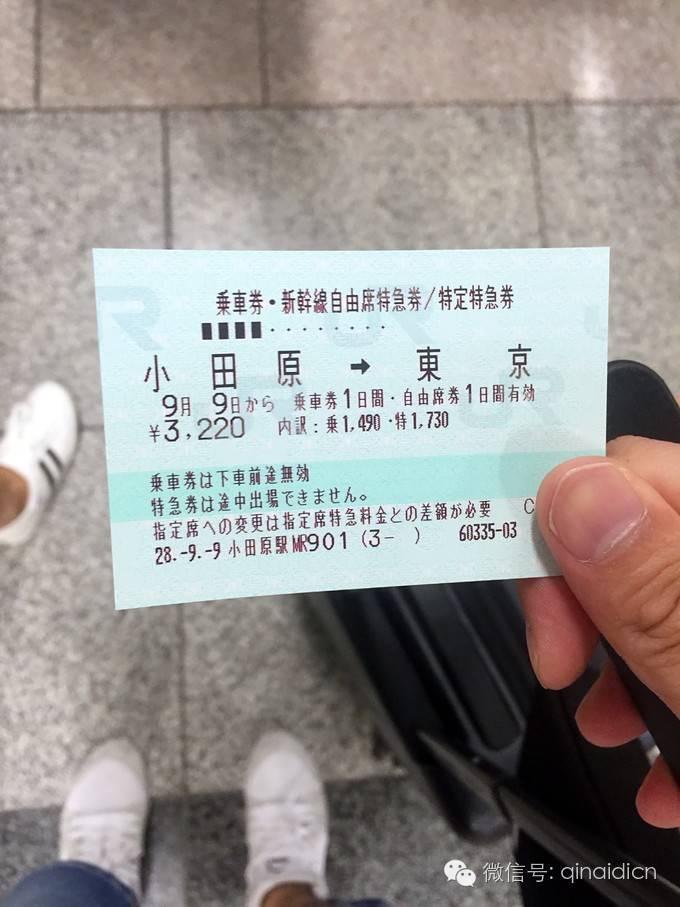 乗車券・新幹線自由席特急券/特定特急券
■■■■・・・・・・・・
小田原 → 東京
9月 9日から 乗車券1日間・自由席券1日間有効
¥3,220 内訳:乗1,490・特1,730
乗車券は下車前途無効
特急券は途中出場できません。
指定席への変更は指定席特急料金との差額が必要
28.-9.-9 小田原駅MR901 (3- ) 60335-03
微信号: qinaidicn